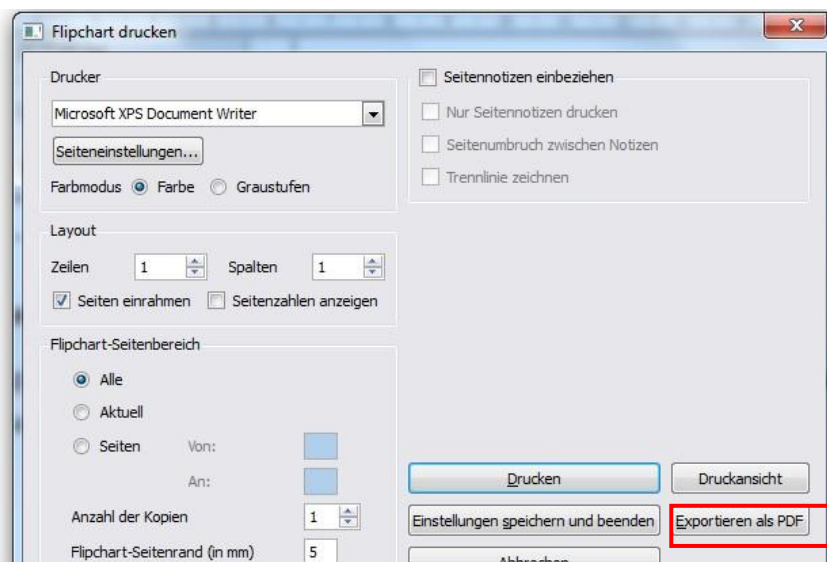 Flipchart drucken
Drucker
Microsoft XPS Document Writer
Seiteneinstellungen...
Farbmodus Farbe Graustufen
Layout
Zeilen 1 Spalten 1
Seiten einrahmen Seitenzahlen anzeigen
Flipchart-Seitenbereich
Alle
Aktuell
Seiten Von:
An:
Anzahl der Kopien 1
Flipchart-Seitenrand (in mm) 5
Seitennotizen einbeziehen
Nur Seitennotizen drucken
Seitenumbruch zwischen Notizen
Trennlinie zeichnen
Drucken Druckansicht
Einstellungen speichern und beenden Exportieren als PDF
Abbrechen